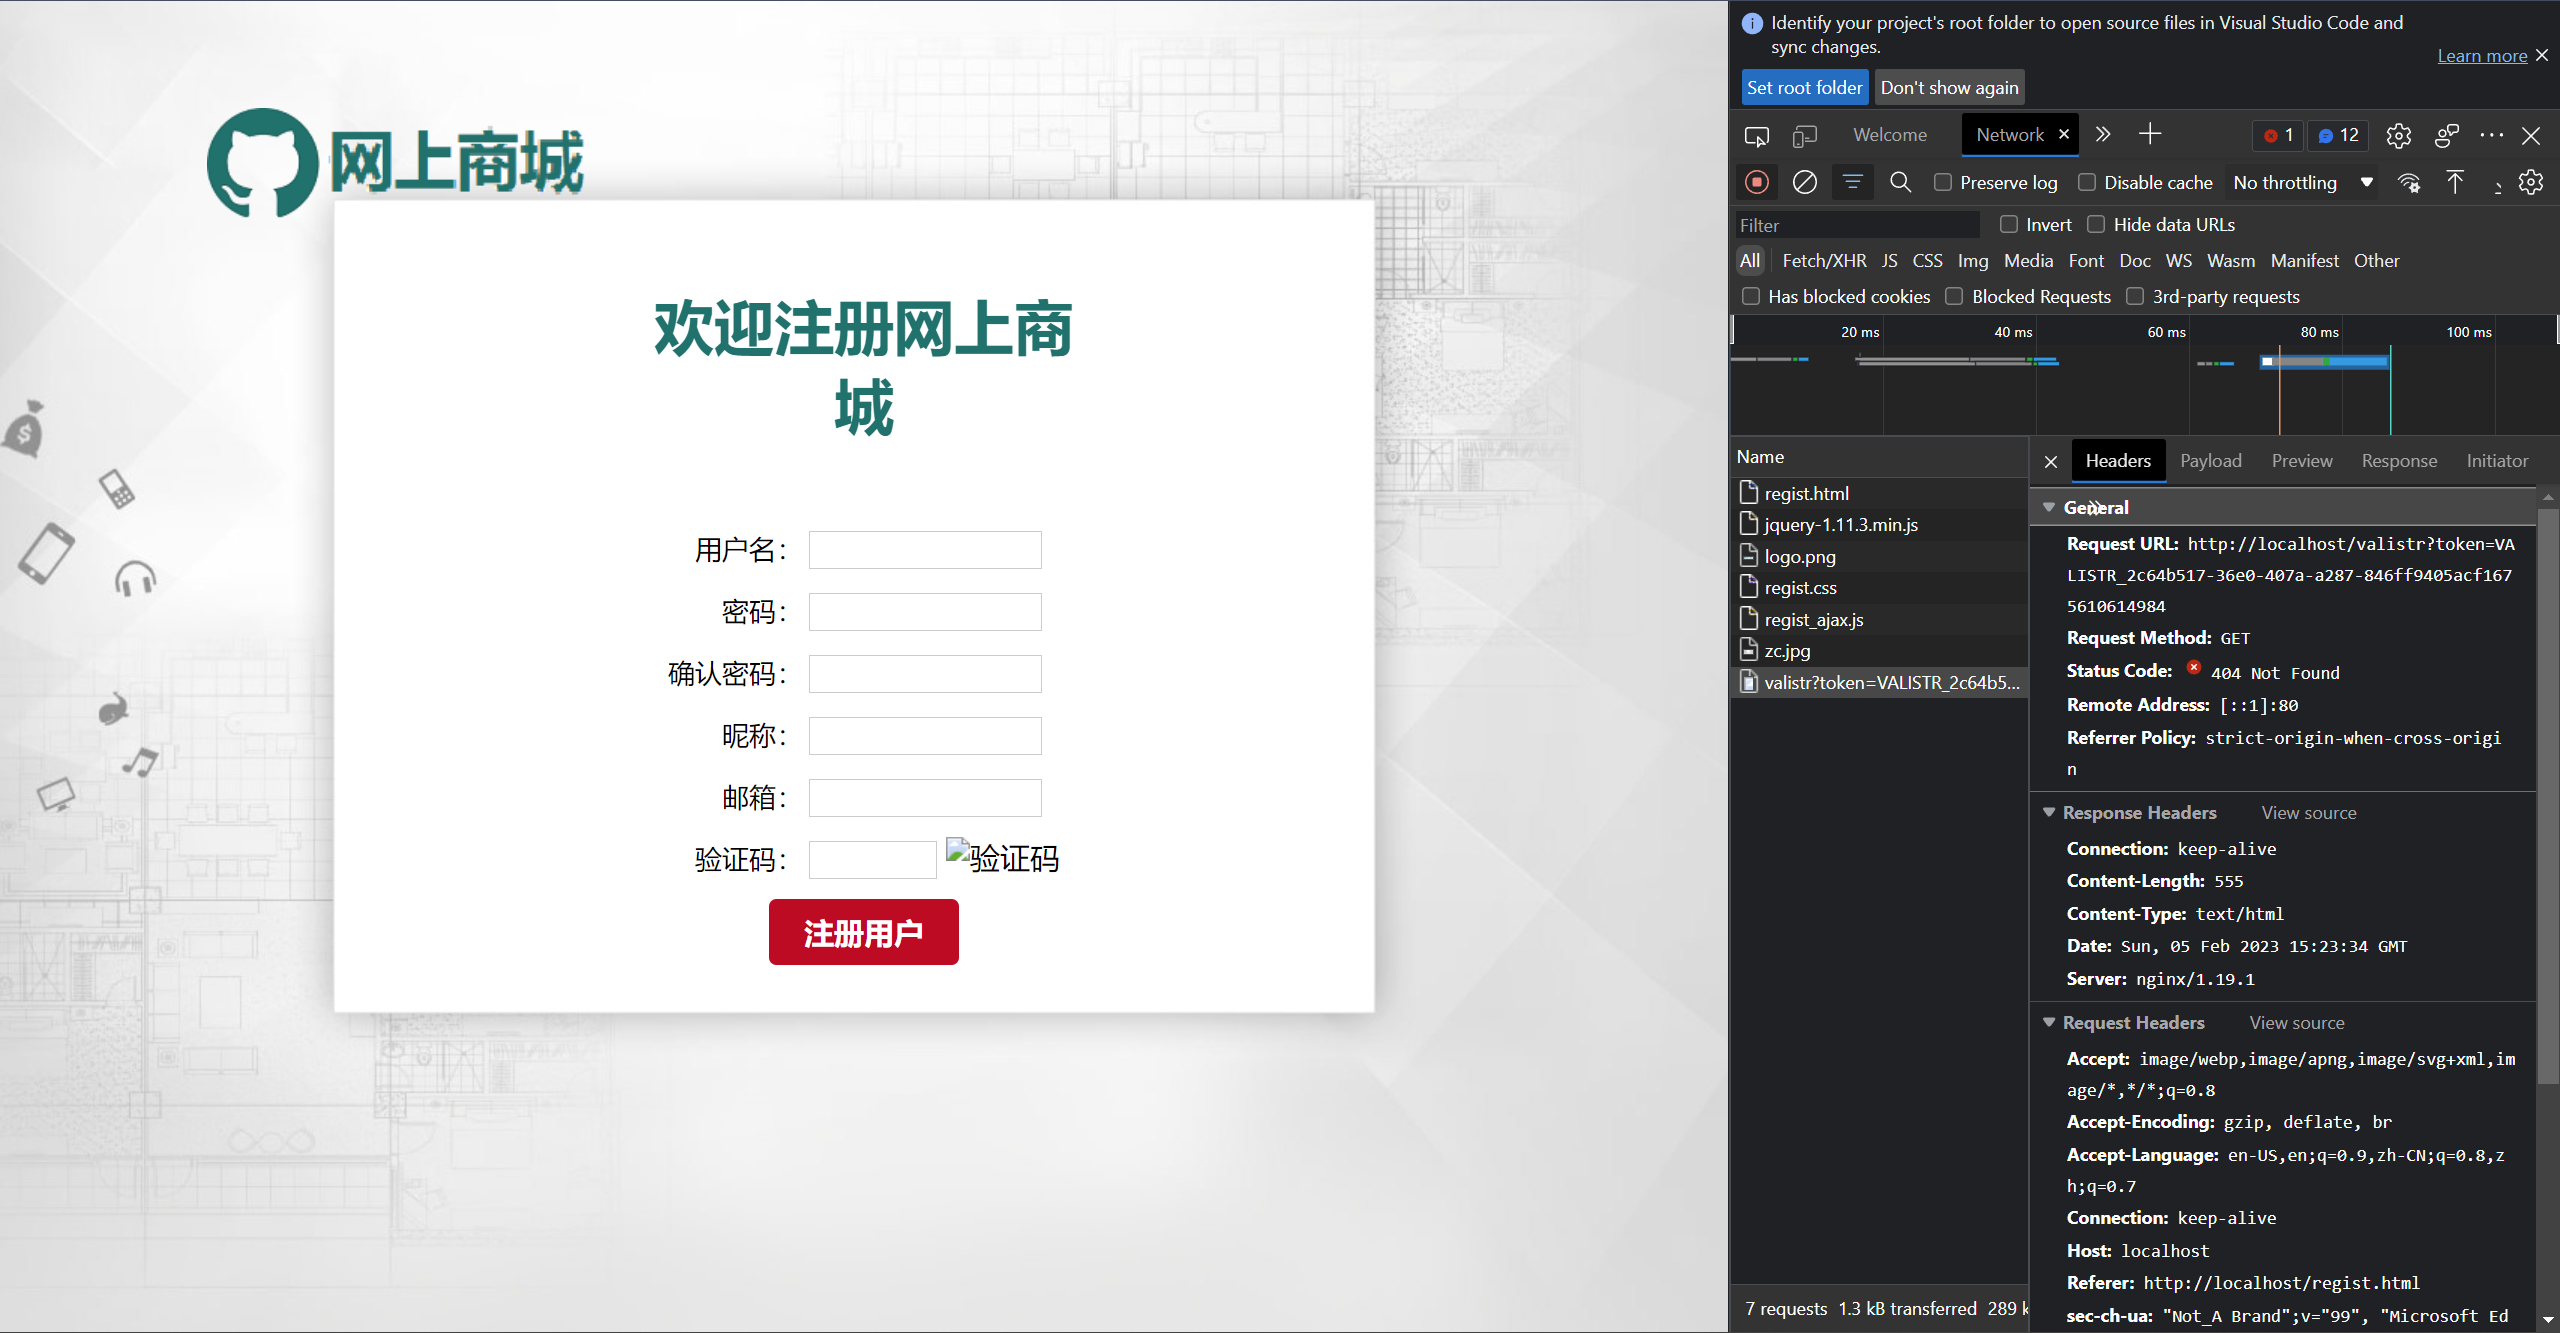 网上商城
欢迎注册网上商
城
用户名：
密码：
确认密码：
昵称：
邮箱：
验证码：
验证码
注册用户
Identify your project's root folder to open source files in Visual Studio Code and
sync changes.
Learn more
Set root folder
Don't show again
Welcome
Network
1
12
Preserve log
Disable cache
No throttling
Filter
Invert
Hide data URLs
All
Fetch/XHR JS CSS Img Media Font Doc WS Wasm Manifest Other
Has blocked cookies
Blocked Requests
3rd-party requests
20 ms
40 ms
60 ms
80 ms
100 ms
Name
regist.html
jquery-1.11.3.min.js
logo.png
regist.css
regist_ajax.js
zc.jpg
valistr?token=VALISTR_2c64b5...
7 requests 1.3 kB transferred 289 k
Headers
Payload
Preview
Response
Initiator
General
Request URL: http://localhost/valistr?token=VA
LISTR_2c64b517-36e0-407a-a287-846ff9405acf167
5610614984
Request Method: GET
Status Code: 404 Not Found
Remote Address: [::1]:80
Referrer Policy: strict-origin-when-cross-origi
n
Response Headers
View source
Connection: keep-alive
Content-Length: 555
Content-Type: text/html
Date: Sun, 05 Feb 2023 15:23:34 GMT
Server: nginx/1.19.1
Request Headers
View source
Accept: image/webp,image/apng,image/svg+xml,im
age/*,*/*;q=0.8
Accept-Encoding: gzip, deflate, br
Accept-Language: en-US,en;q=0.9,zh-CN;q=0.8,z
h;q=0.7
Connection: keep-alive
Host: localhost
Referer: http://localhost/regist.html
sec-ch-ua: "Not_A Brand";v="99", "Microsoft Ed